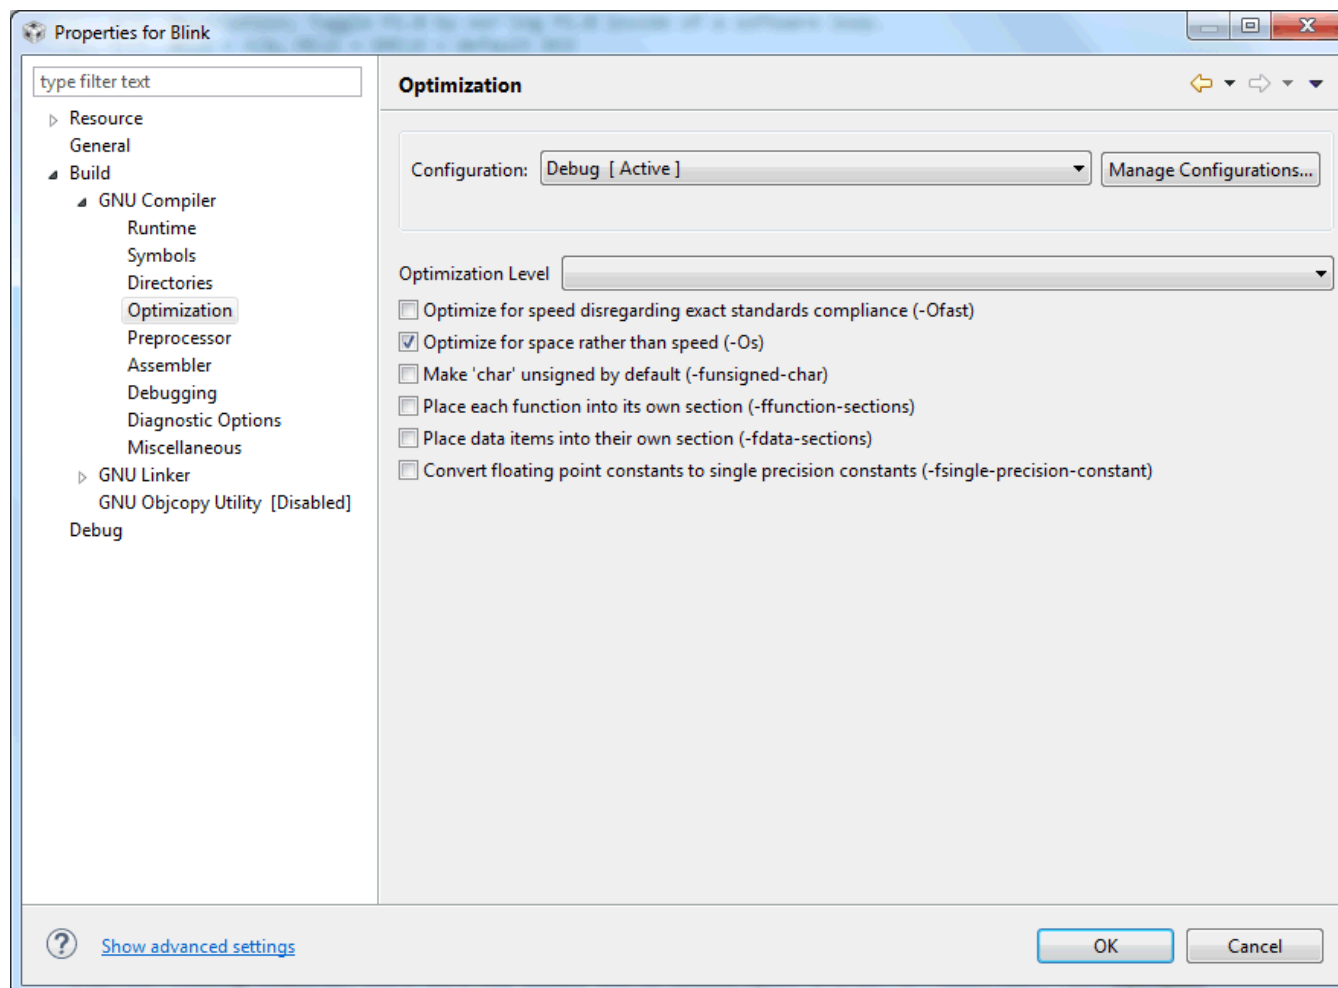 Properties for Blink
type filter text
Resource
General
Build
GNU Compiler
Runtime
Symbols
Directories
Optimization
Preprocessor
Assembler
Debugging
Diagnostic Options
Miscellaneous
GNU Linker
GNU Objcopy Utility [Disabled]
Debug
Optimization
Configuration: Debug [ Active ] Manage Configurations...
Optimization Level
Optimize for speed disregarding exact standards compliance (-Ofast)
Optimize for space rather than speed (-Os)
Make 'char' unsigned by default (-funsigned-char)
Place each function into its own section (-ffunction-sections)
Place data items into their own section (-fdata-sections)
Convert floating point constants to single precision constants (-fsingle-precision-constant)
Show advanced settings
OK
Cancel